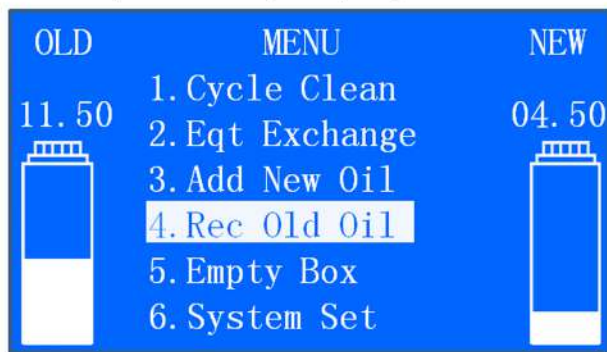 OLD MENU NEW
11.50
04.50
1.Cycle Clean
2.Eqt Exchange
3.Add New Oil
4.Rec Old Oil
5.Empty Box
6.System Set